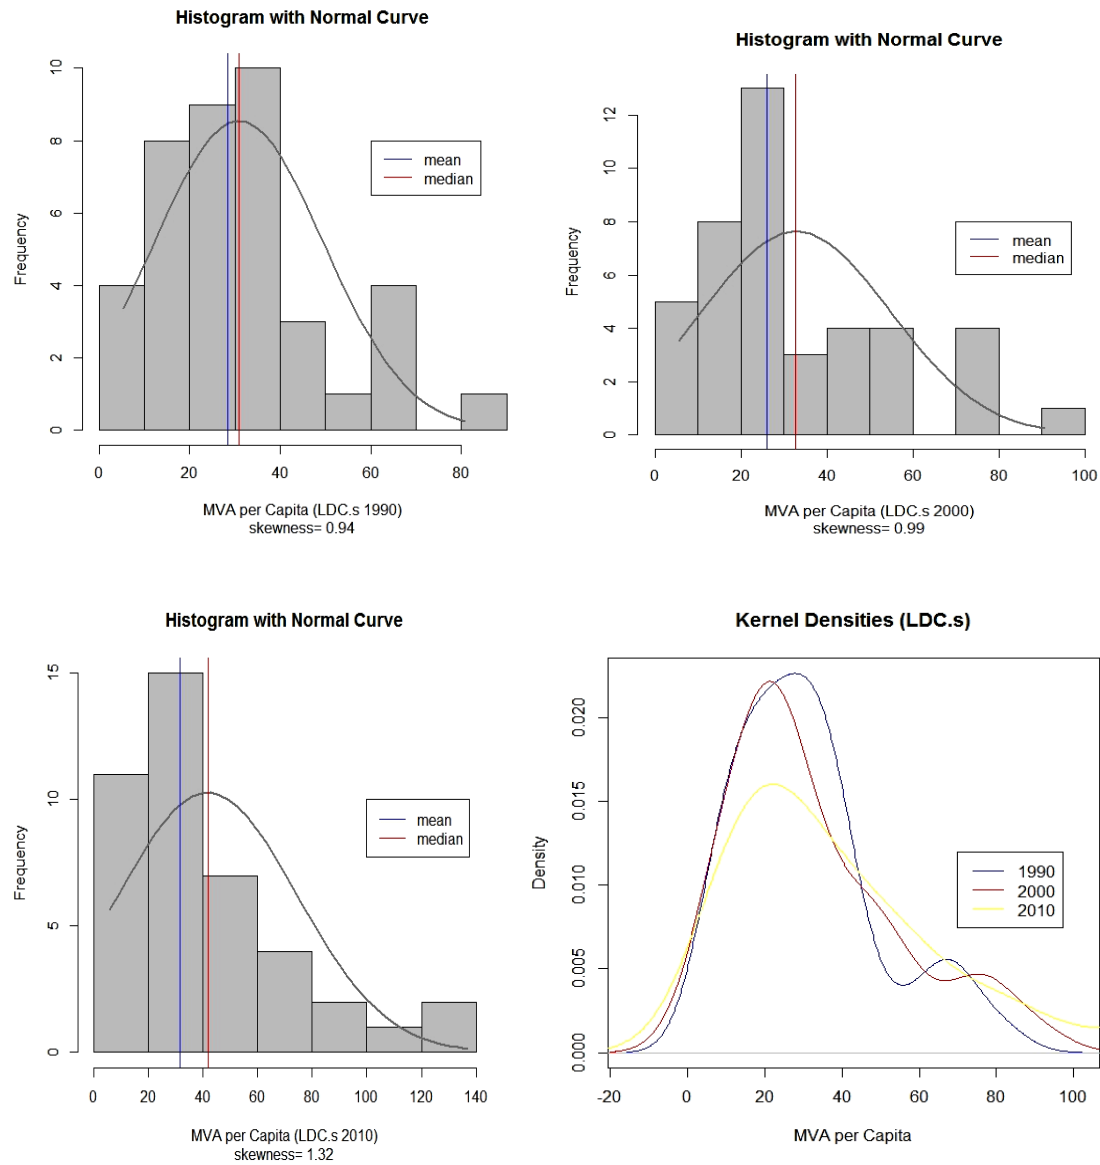 Histogram with Normal Curve
Frequency
0
2
4
6
8
10
mean
median
0
20
40
60
80
MVA per Capita (LDC.s 1990)
skewness= 0.94
Histogram with Normal Curve
Frequency
0
2
4
6
8
10
12
mean
median
0
20
40
60
80
100
MVA per Capita (LDC.s 2000)
skewness= 0.99
Histogram with Normal Curve
Frequency
0
5
10
15
mean
median
0
20
40
60
80
100
120
140
MVA per Capita (LDC.s 2010)
skewness= 1.32
Kernel Densities (LDC.s)
Density
0.000
0.005
0.010
0.015
0.020
1990
2000
2010
-20
0
20
40
60
80
100
MVA per Capita